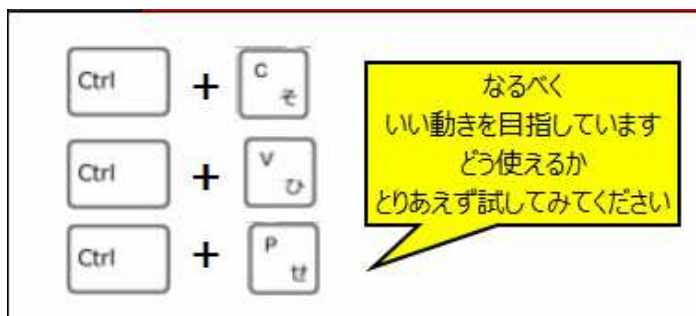 Ctrl + C そ
Ctrl + V ひ
Ctrl + P せ
なるべく
いい動きを目指しています
どう使えるか
とりあえず試してみてください